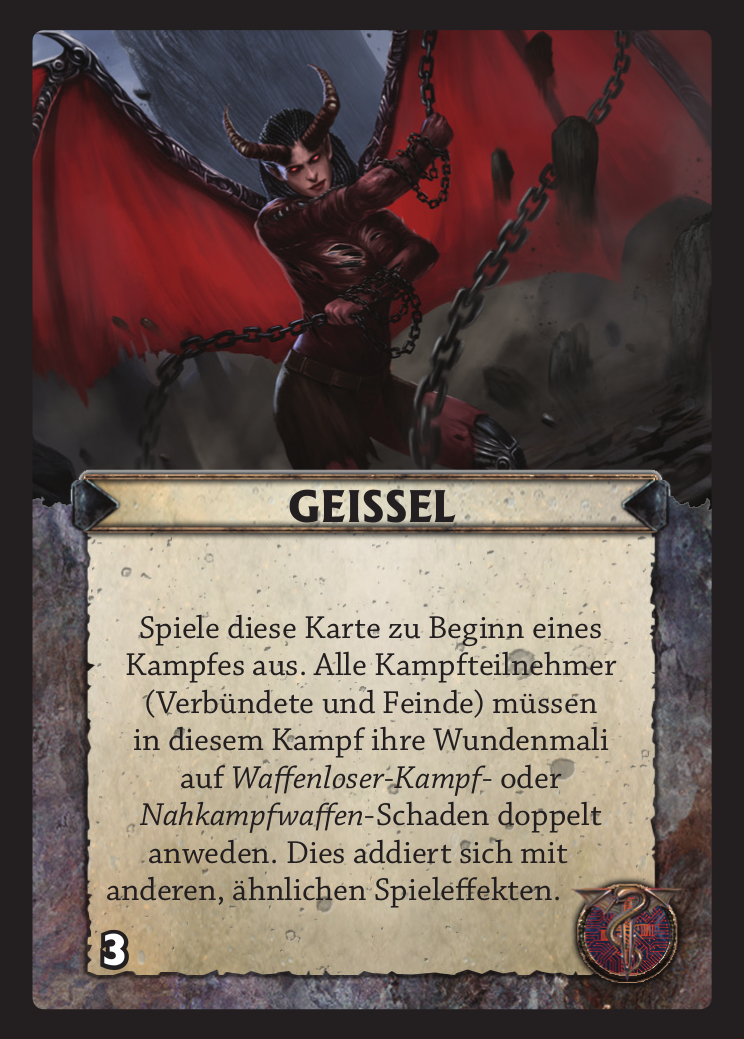 GEISSEL
Spiele diese Karte zu Beginn eines
Kampfes aus. Alle Kampfteilnehmer
(Verbündete und Feinde) müssen
in diesem Kampf ihre Wundenmali
auf Waffenloser-Kampf- oder
Nahkampfwaffen-Schaden doppelt
anweden. Dies addiert sich mit
anderen, ähnlichen Spieleffekten.
3